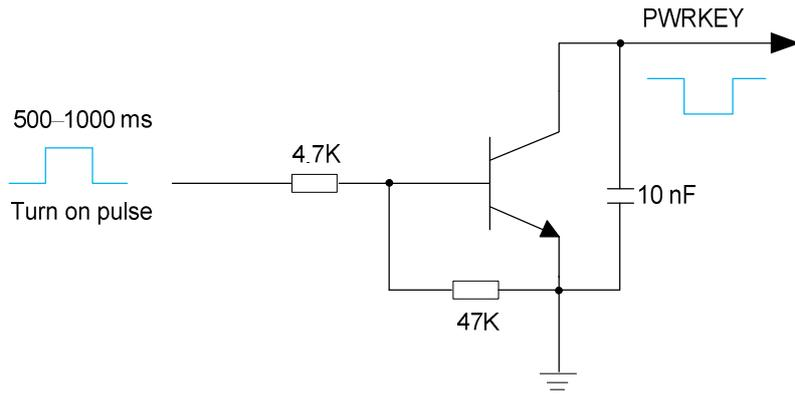 PWRKEY
500–1000 ms
4.7K
10 nF
Turn on pulse
47K